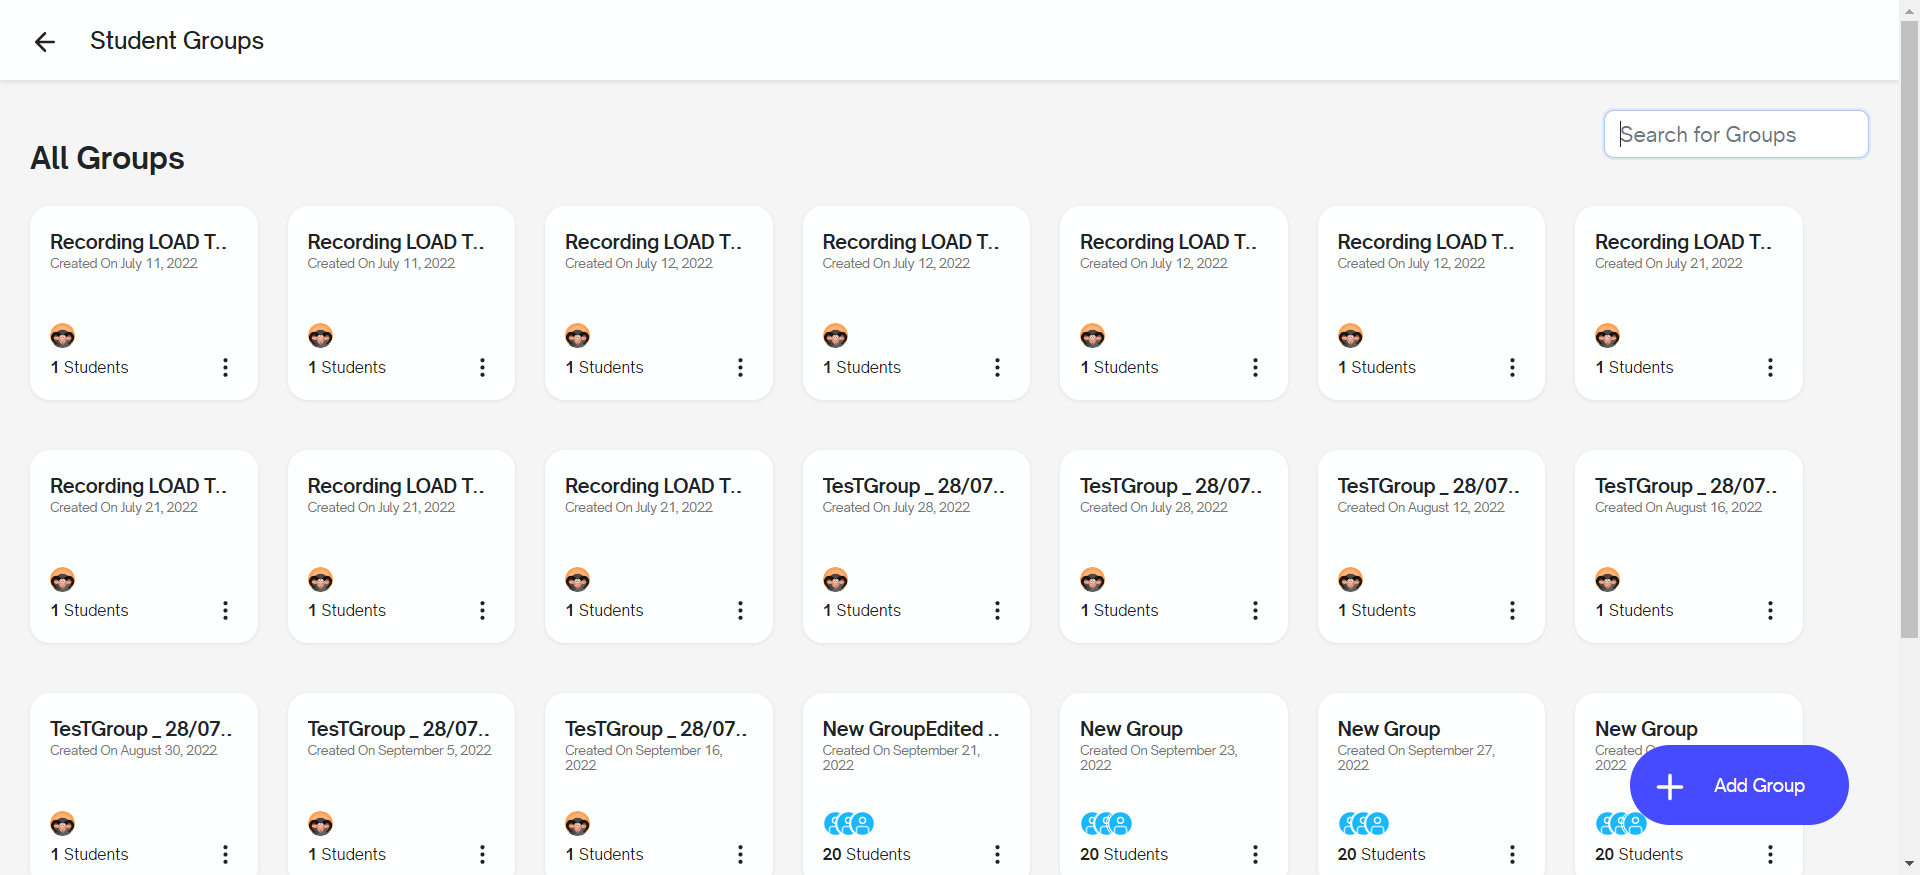 Student Groups
Search for Groups
All Groups
Recording LOAD T..
Created On July 11, 2022
1 Students
Recording LOAD T..
Created On July 11, 2022
1 Students
Recording LOAD T..
Created On July 12, 2022
1 Students
Recording LOAD T..
Created On July 12, 2022
1 Students
Recording LOAD T..
Created On July 12, 2022
1 Students
Recording LOAD T..
Created On July 12, 2022
1 Students
Recording LOAD T..
Created On July 21, 2022
1 Students
Recording LOAD T..
Created On July 21, 2022
1 Students
Recording LOAD T..
Created On July 21, 2022
1 Students
Recording LOAD T..
Created On July 21, 2022
1 Students
TesTGroup _ 28/07..
Created On July 28, 2022
1 Students
TesTGroup _ 28/07..
Created On July 28, 2022
1 Students
TesTGroup _ 28/07..
Created On August 12, 2022
1 Students
TesTGroup _ 28/07..
Created On August 16, 2022
1 Students
TesTGroup _ 28/07..
Created On August 30, 2022
1 Students
TesTGroup _ 28/07..
Created On September 5, 2022
1 Students
TesTGroup _ 28/07..
Created On September 16,
2022
1 Students
New GroupEdited ..
Created On September 21,
2022
20 Students
New Group
Created On September 23,
2022
20 Students
New Group
Created On September 27,
2022
20 Students
New Group
Created
2022
20 Students
Add Group